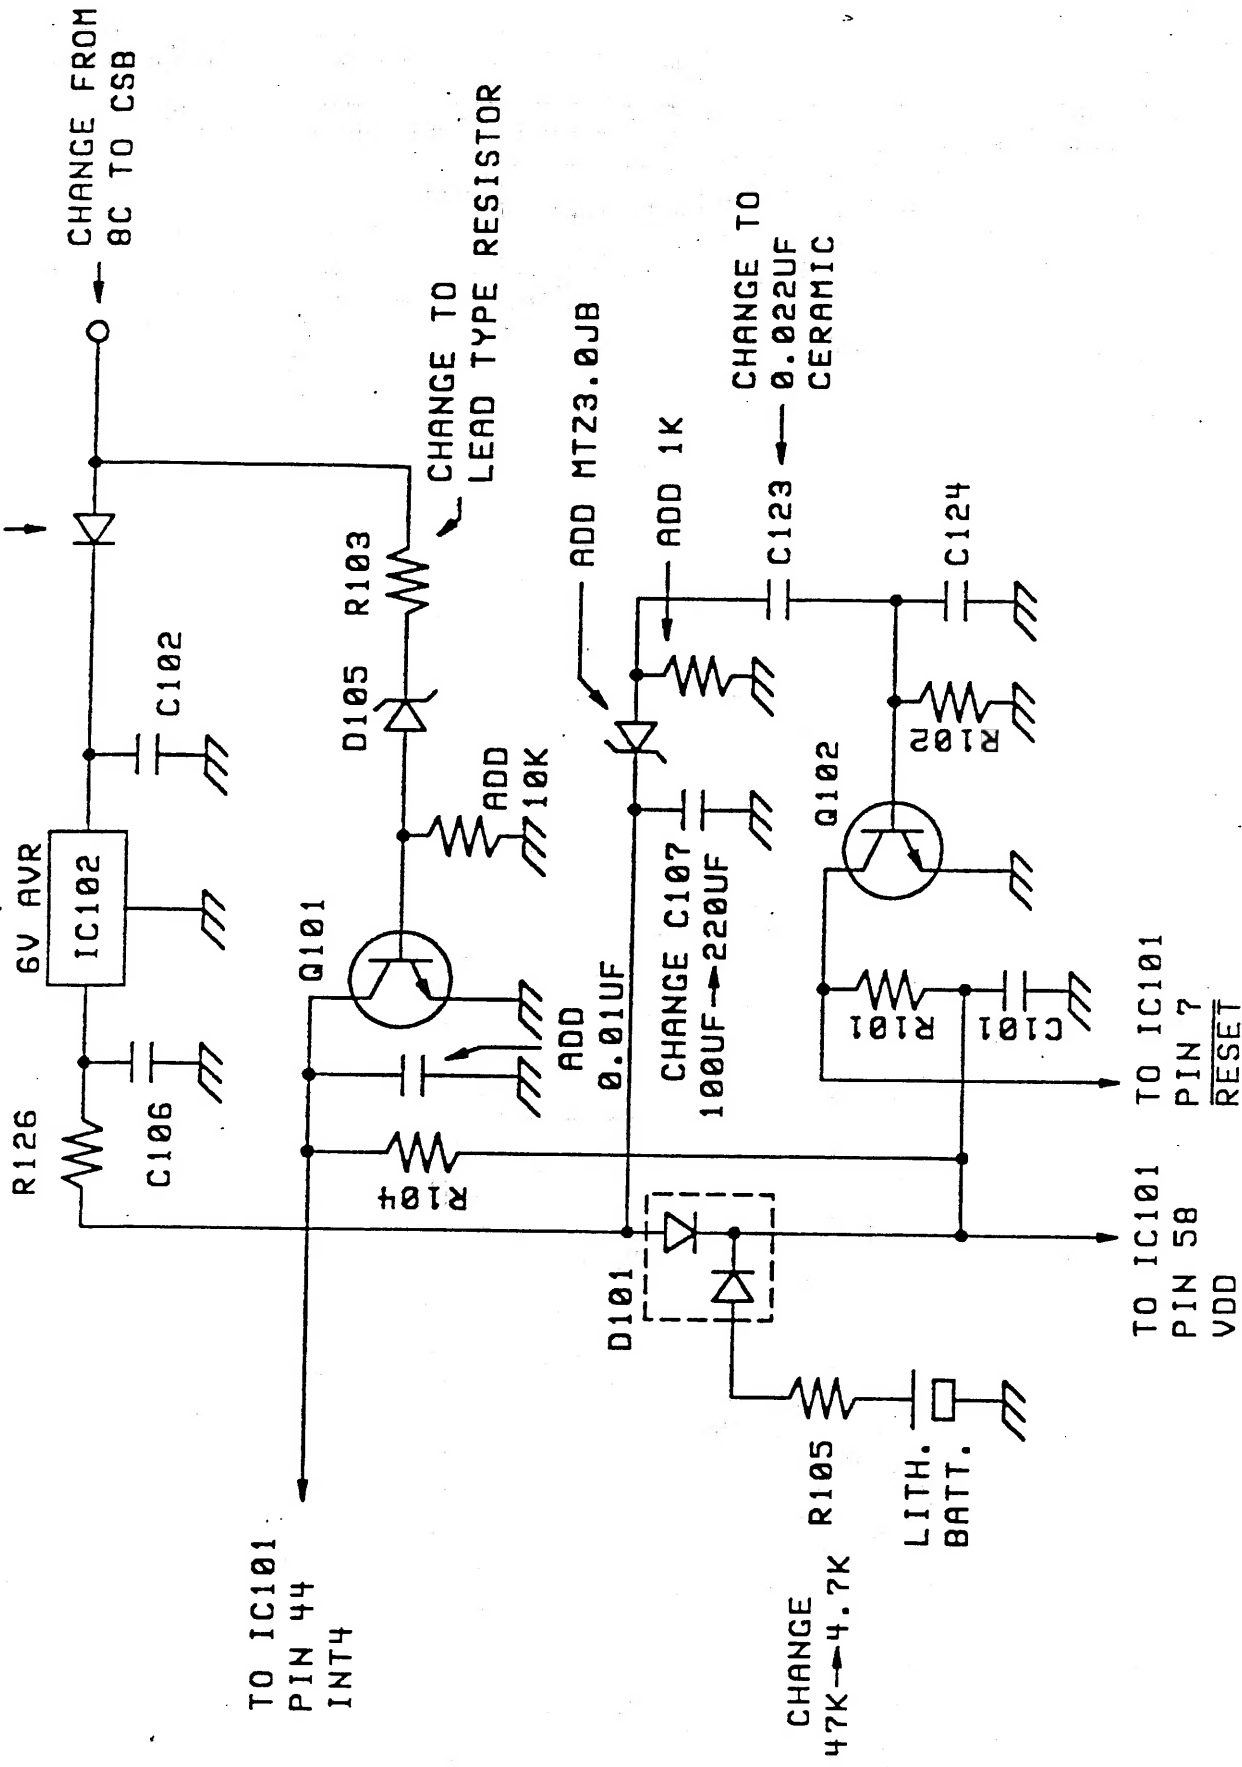 CHANGE FROM
8C TO CSB
CHANGE TO
LEAD TYPE RESISTOR
R103
D105
C102
6V AVR
IC102
ADD
10K
Q101
ADD
0.01UF
R126
C106
R104
ADD MTZ3.0JB
ADD 1K
CHANGE TO
0.022UF
CERAMIC
C123
C124
R102
Q102
CHANGE C107
100UF→220UF
R101
C101
D101
TO IC101
PIN 7
RESET
TO IC101
PIN 58
VDD
TO IC101
PIN 44
INT4
R105
CHANGE
47K→4.7K
LITH.
BATT.